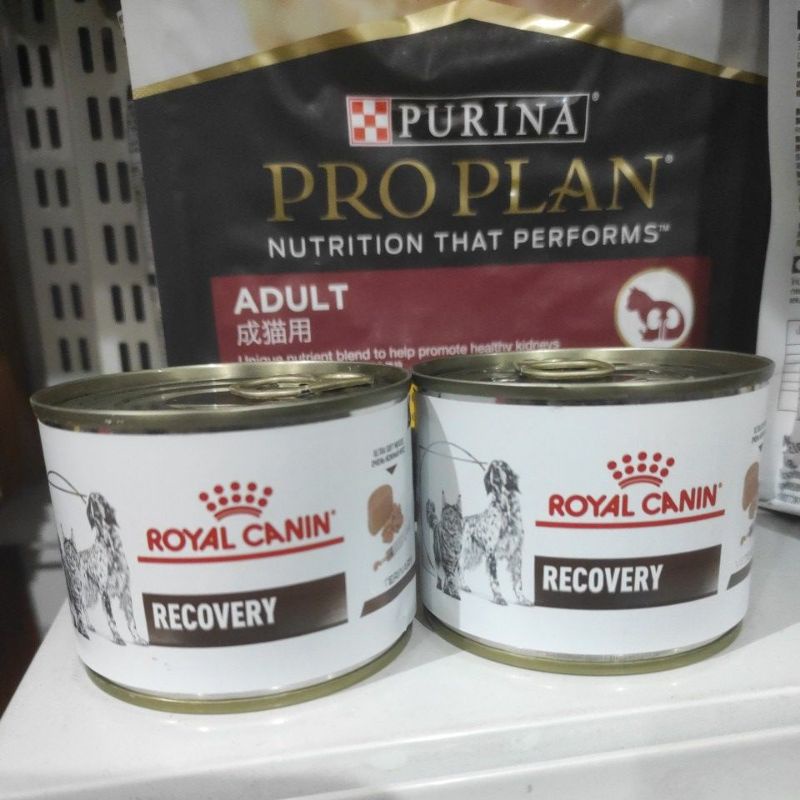 PURINA
PRO PLAN
NUTRITION THAT PERFORMS™
ADULT
成猫用
Unique nutrient blend to help promote healthy kidneys
ROYAL CANIN
RECOVERY
ROYAL CANIN
RECOVERY